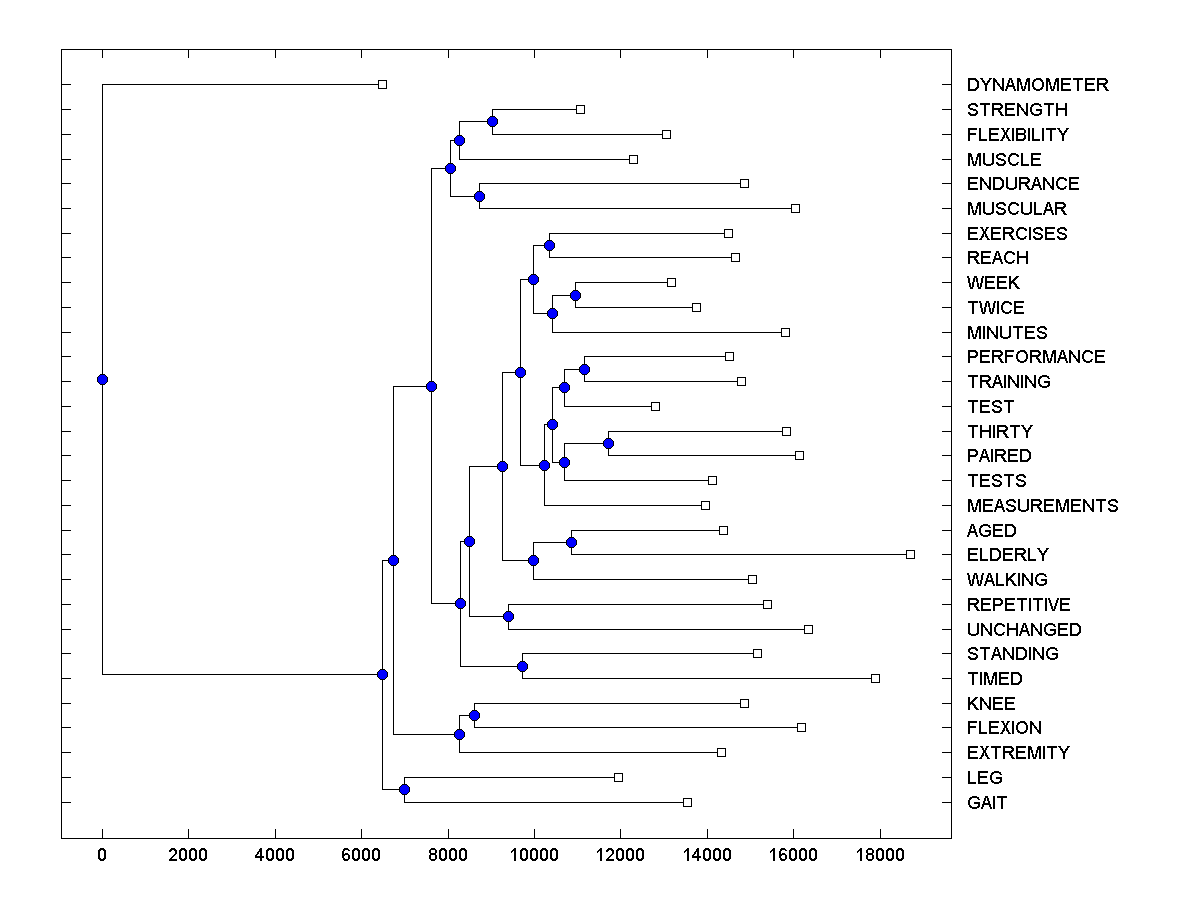 DYNAMOMETER
STRENGTH
FLEXIBILITY
MUSCLE
ENDURANCE
MUSCULAR
EXERCISES
REACH
WEEK
TWICE
MINUTES
PERFORMANCE
TRAINING
TEST
THIRTY
PAIRED
TESTS
MEASUREMENTS
AGED
ELDERLY
WALKING
REPETITIVE
UNCHANGED
STANDING
TIMED
KNEE
FLEXION
EXTREMITY
LEG
GAIT
0 2000 4000 6000 8000 10000 12000 14000 16000 18000